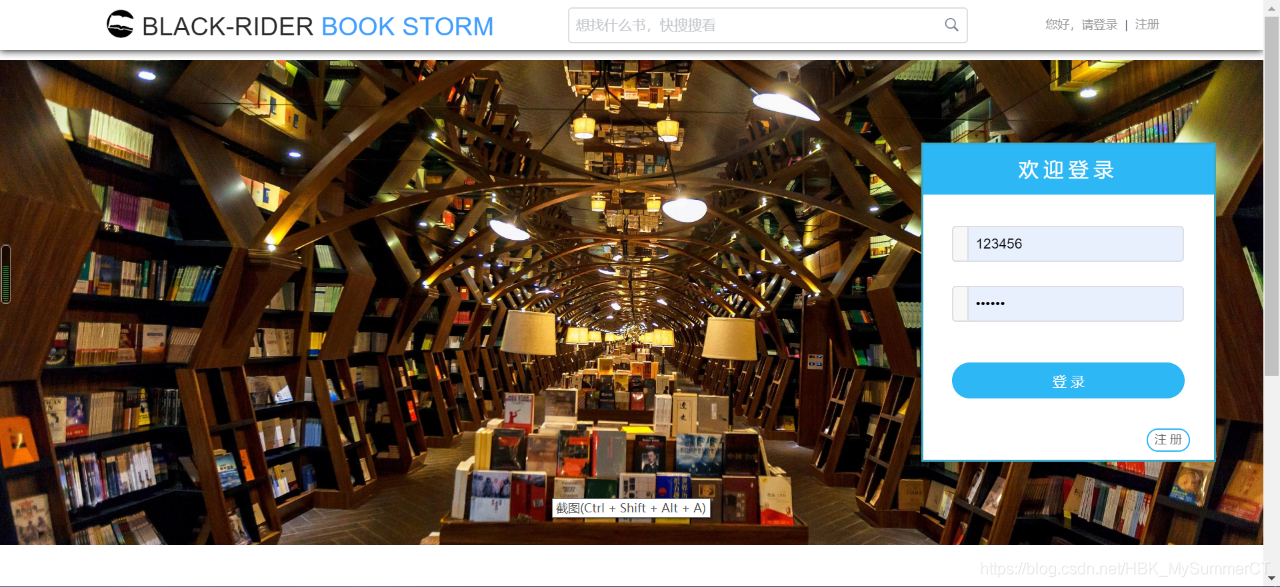 BLACK-RIDER BOOK STORM
想找什么书，快搜搜看
您好，请登录 | 注册
欢迎登录
123456
••••••
登 录
注 册
截图(Ctrl + Shift + Alt + A)
https://blog.csdn.net/HBK_MySummerCT